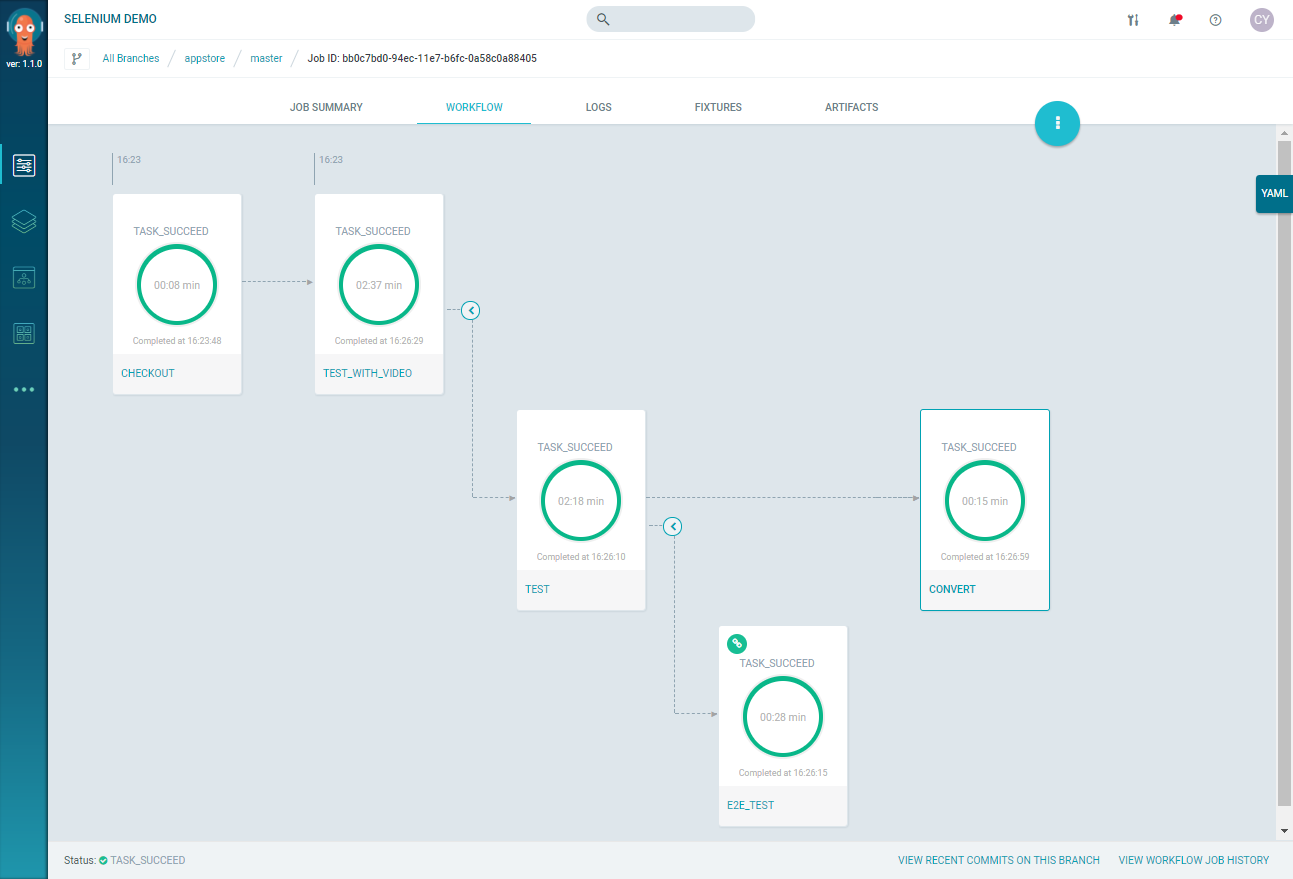 SELENIUM DEMO
CY
ver: 1.1.0
All Branches / appstore / master / Job ID: bb0c7bd0-94ec-11e7-b6fc-0a58c0a88405
JOB SUMMARY WORKFLOW LOGS FIXTURES ARTIFACTS
16:23 16:23
YAML
TASK_SUCCEED
00:08 min
Completed at 16:23:48
CHECKOUT
TASK_SUCCEED
02:37 min
Completed at 16:26:29
TEST_WITH_VIDEO
TASK_SUCCEED
02:18 min
Completed at 16:26:10
TEST
TASK_SUCCEED
00:15 min
Completed at 16:26:59
CONVERT
TASK_SUCCEED
00:28 min
Completed at 16:26:15
E2E_TEST
Status: TASK_SUCCEED
VIEW RECENT COMMITS ON THIS BRANCH VIEW WORKFLOW JOB HISTORY